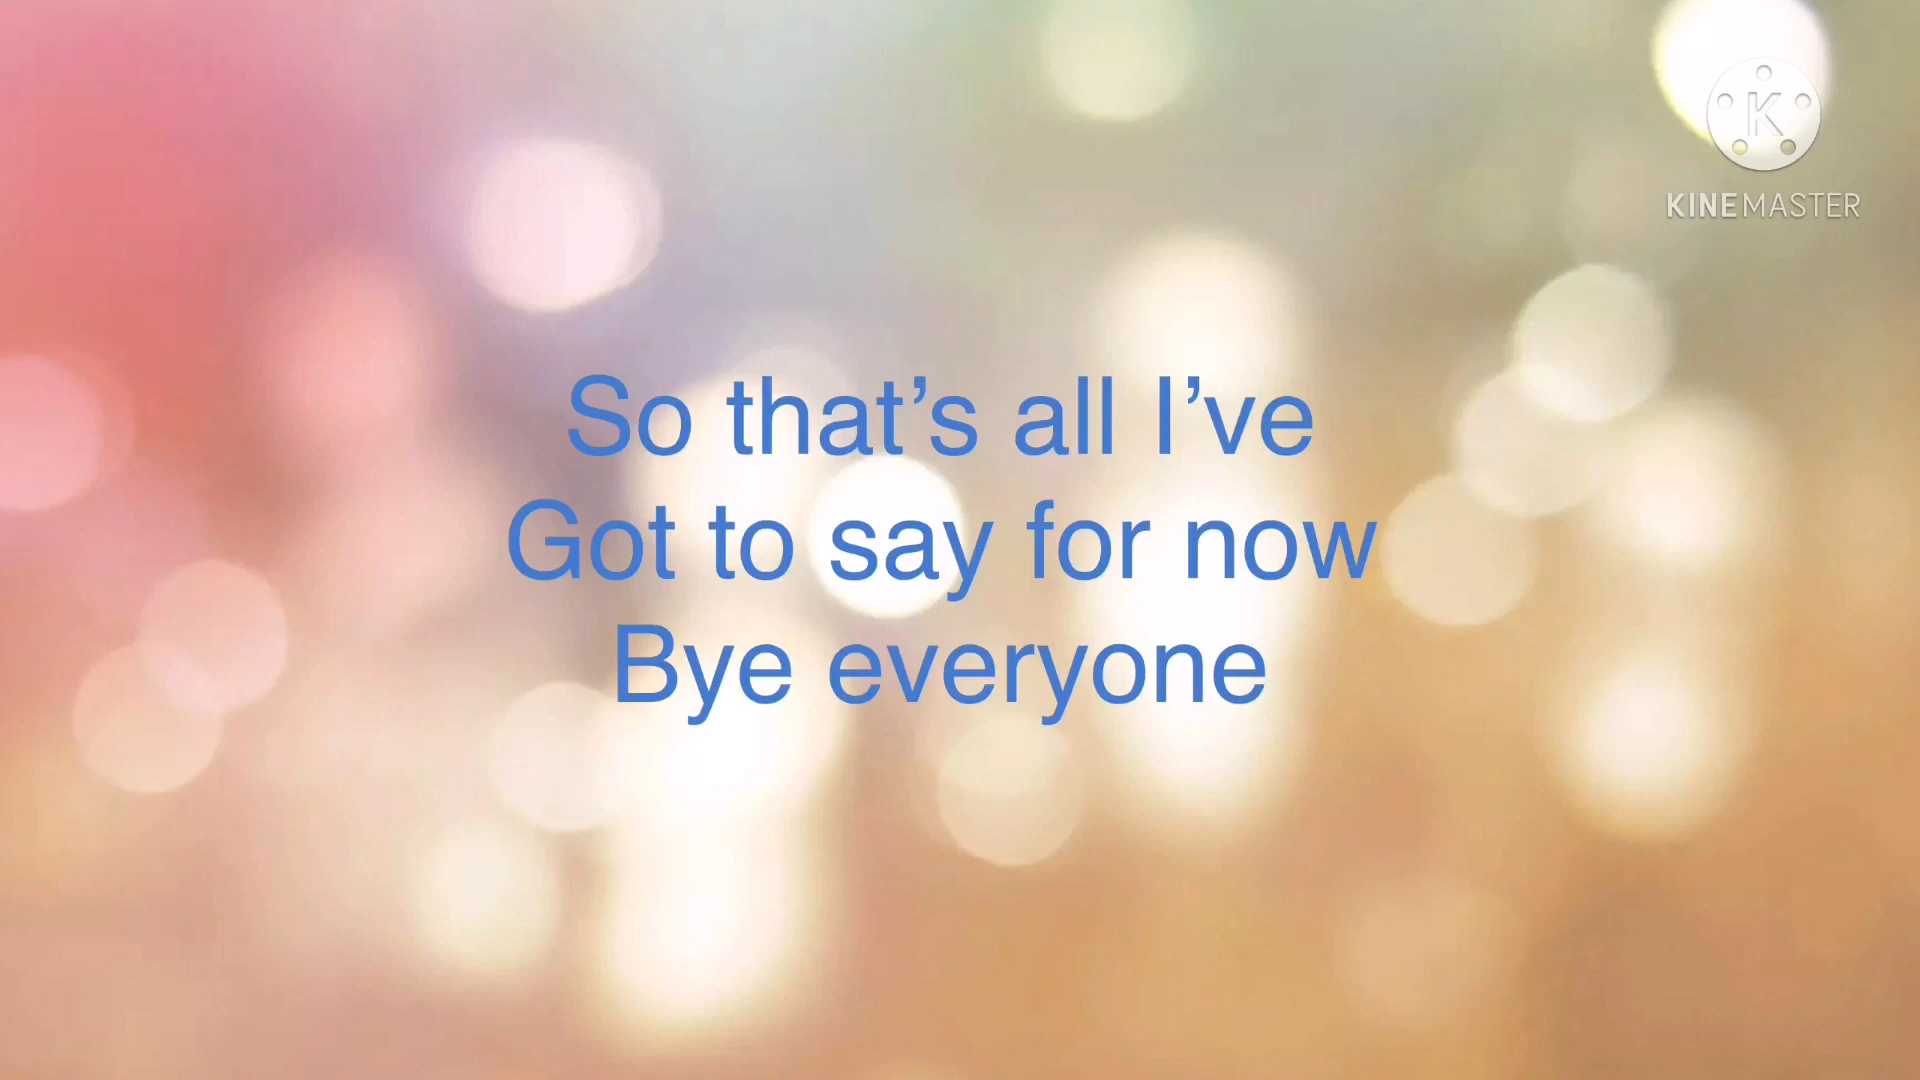 K
KINEMASTER
So that’s all I’ve
Got to say for now
Bye everyone